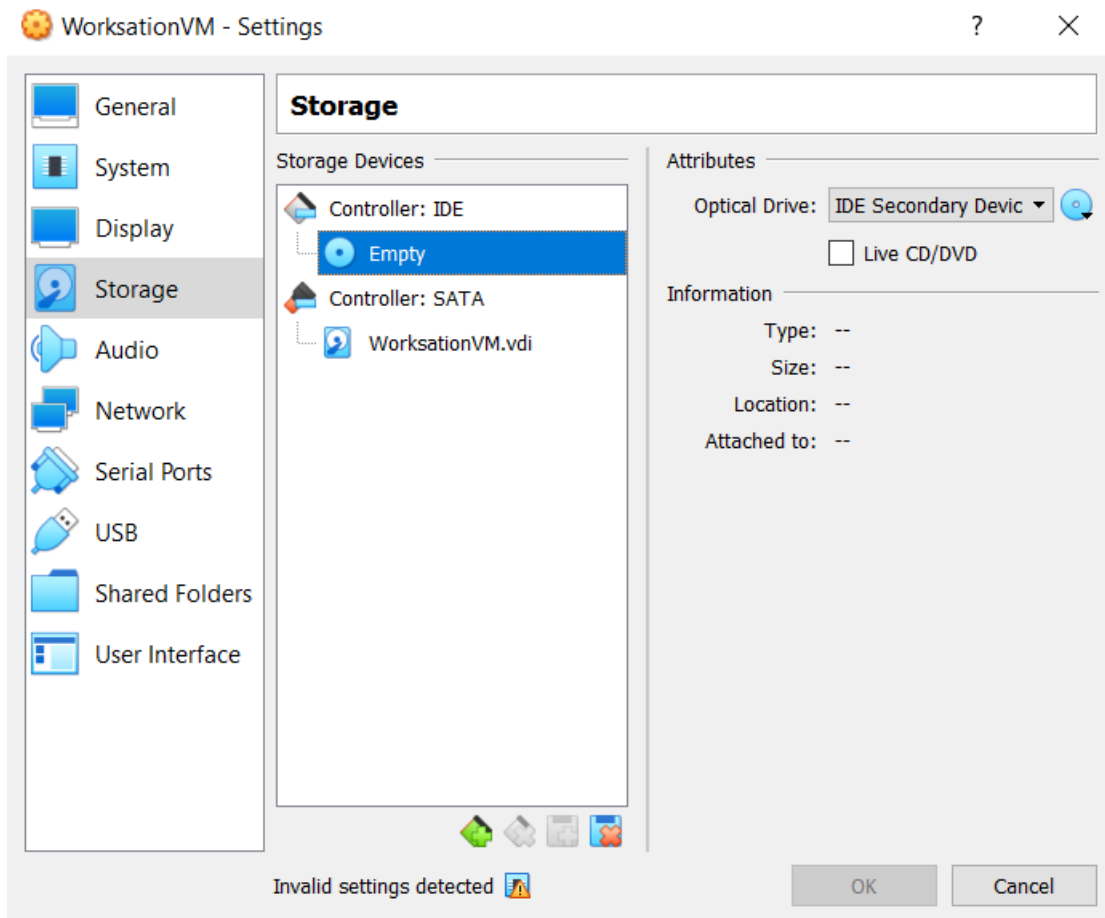 WorksationVM - Settings
?
General
System
Display
Storage
Audio
Network
Serial Ports
USB
Shared Folders
User Interface
Storage
Storage Devices
Controller: IDE
Empty
Controller: SATA
WorksationVM.vdi
Attributes
Optical Drive: IDE Secondary Devic
Live CD/DVD
Information
Type: --
Size: --
Location: --
Attached to: --
Invalid settings detected
OK
Cancel